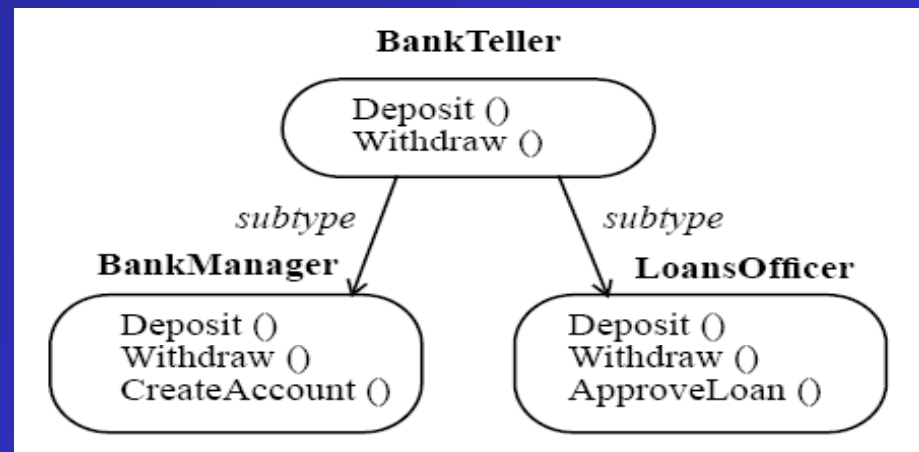 BankTeller
Deposit ()
Withdraw ()
subtype
subtype
BankManager
LoansOfficer
Deposit ()
Withdraw ()
CreateAccount ()
Deposit ()
Withdraw ()
ApproveLoan ()